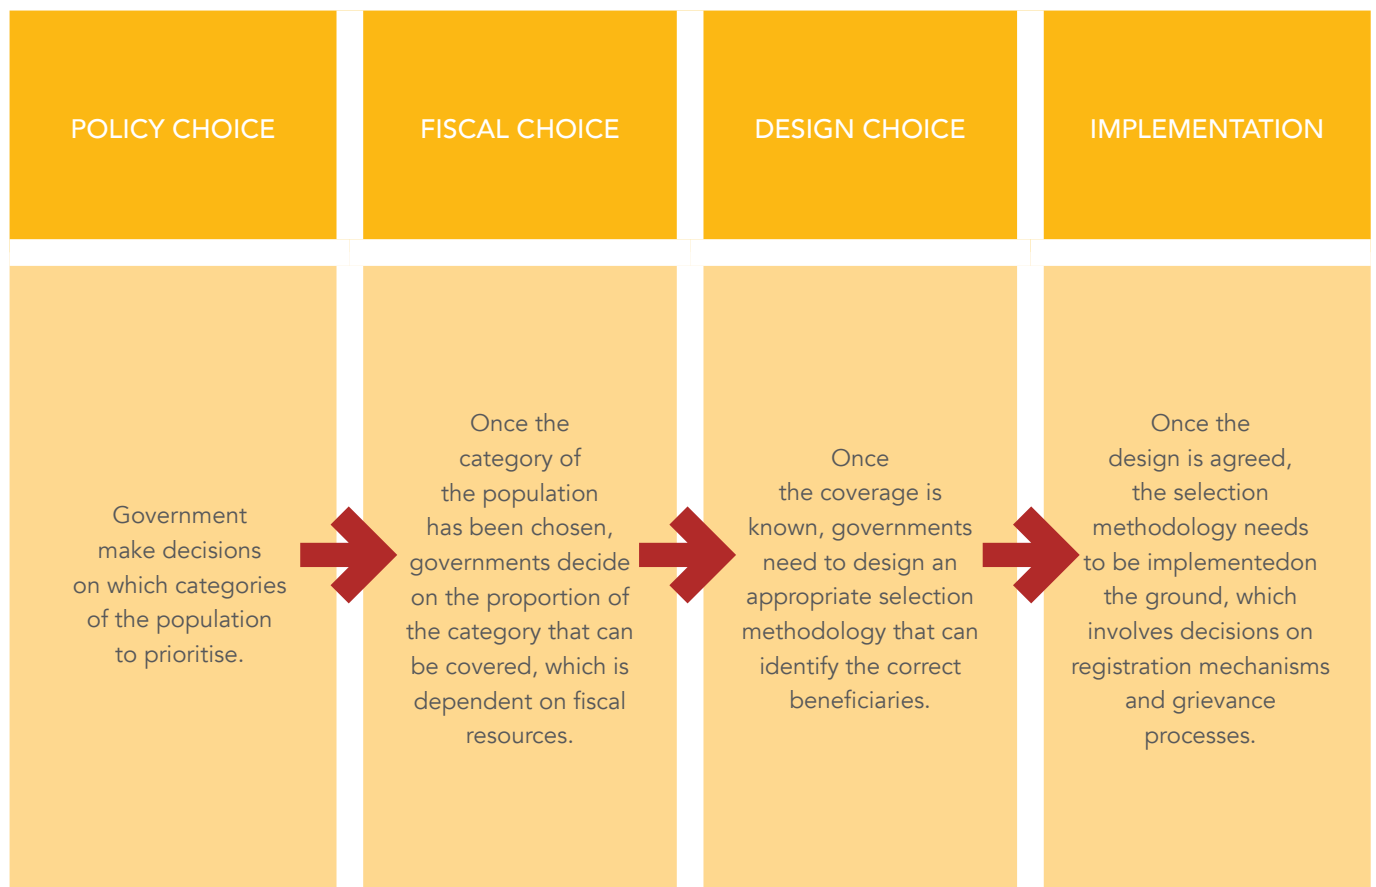 POLICY CHOICE
FISCAL CHOICE
DESIGN CHOICE
IMPLEMENTATION
Government
make decisions
on which categories
of the population
to prioritise.
Once the
category of
the population
has been chosen,
governments decide
on the proportion of
the category that can
be covered, which is
dependent on fiscal
resources.
Once
the coverage is
known, governments
need to design an
appropriate selection
methodology that can
identify the correct
beneficiaries.
Once the
design is agreed,
the selection
methodology needs
to be implementedon
the ground, which
involves decisions on
registration mechanisms
and grievance
processes.